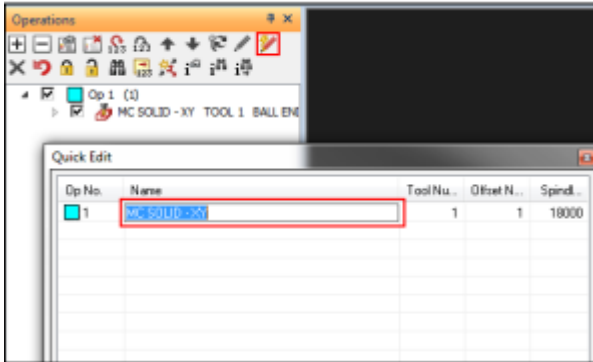 Operations
Op 1 (1)
MC SOLID - XY TOOL 1 BALL EN
Quick Edit
Op No. Name Tool Nu... Offset N... Spindl...
1 MC SOLID - XY 1 1 18000